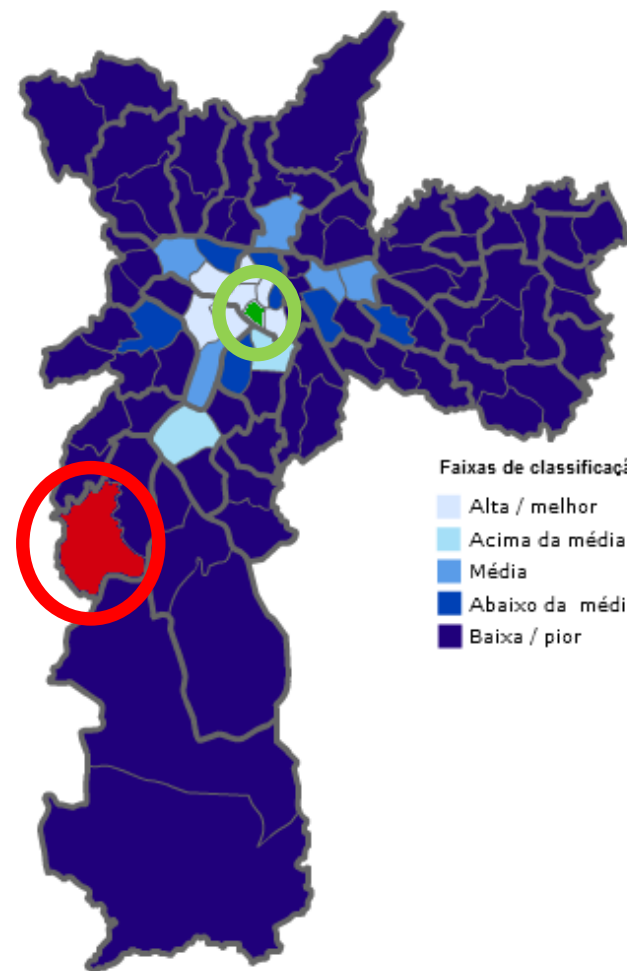 Faixas de classificaçã
Alta / melhor
Acima da média
Média
Abaixo da médi
Baixa / pior